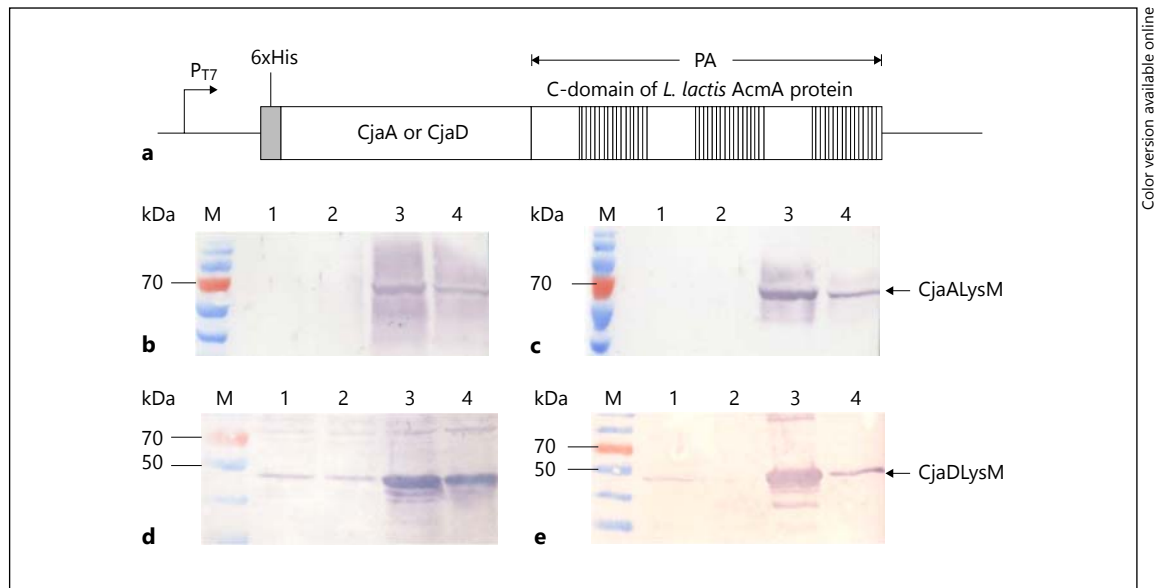 Color version available online
PA
6xHis
PT7
C-domain of L. lactis AcmA protein
CjaA or CjaD
a
kDa M 1 2 3 4
70
b
kDa M 1 2 3 4
70
CjaALysM
c
kDa M 1 2 3 4
70
50
d
kDa M 1 2 3 4
70
50
CjaDLysM
e